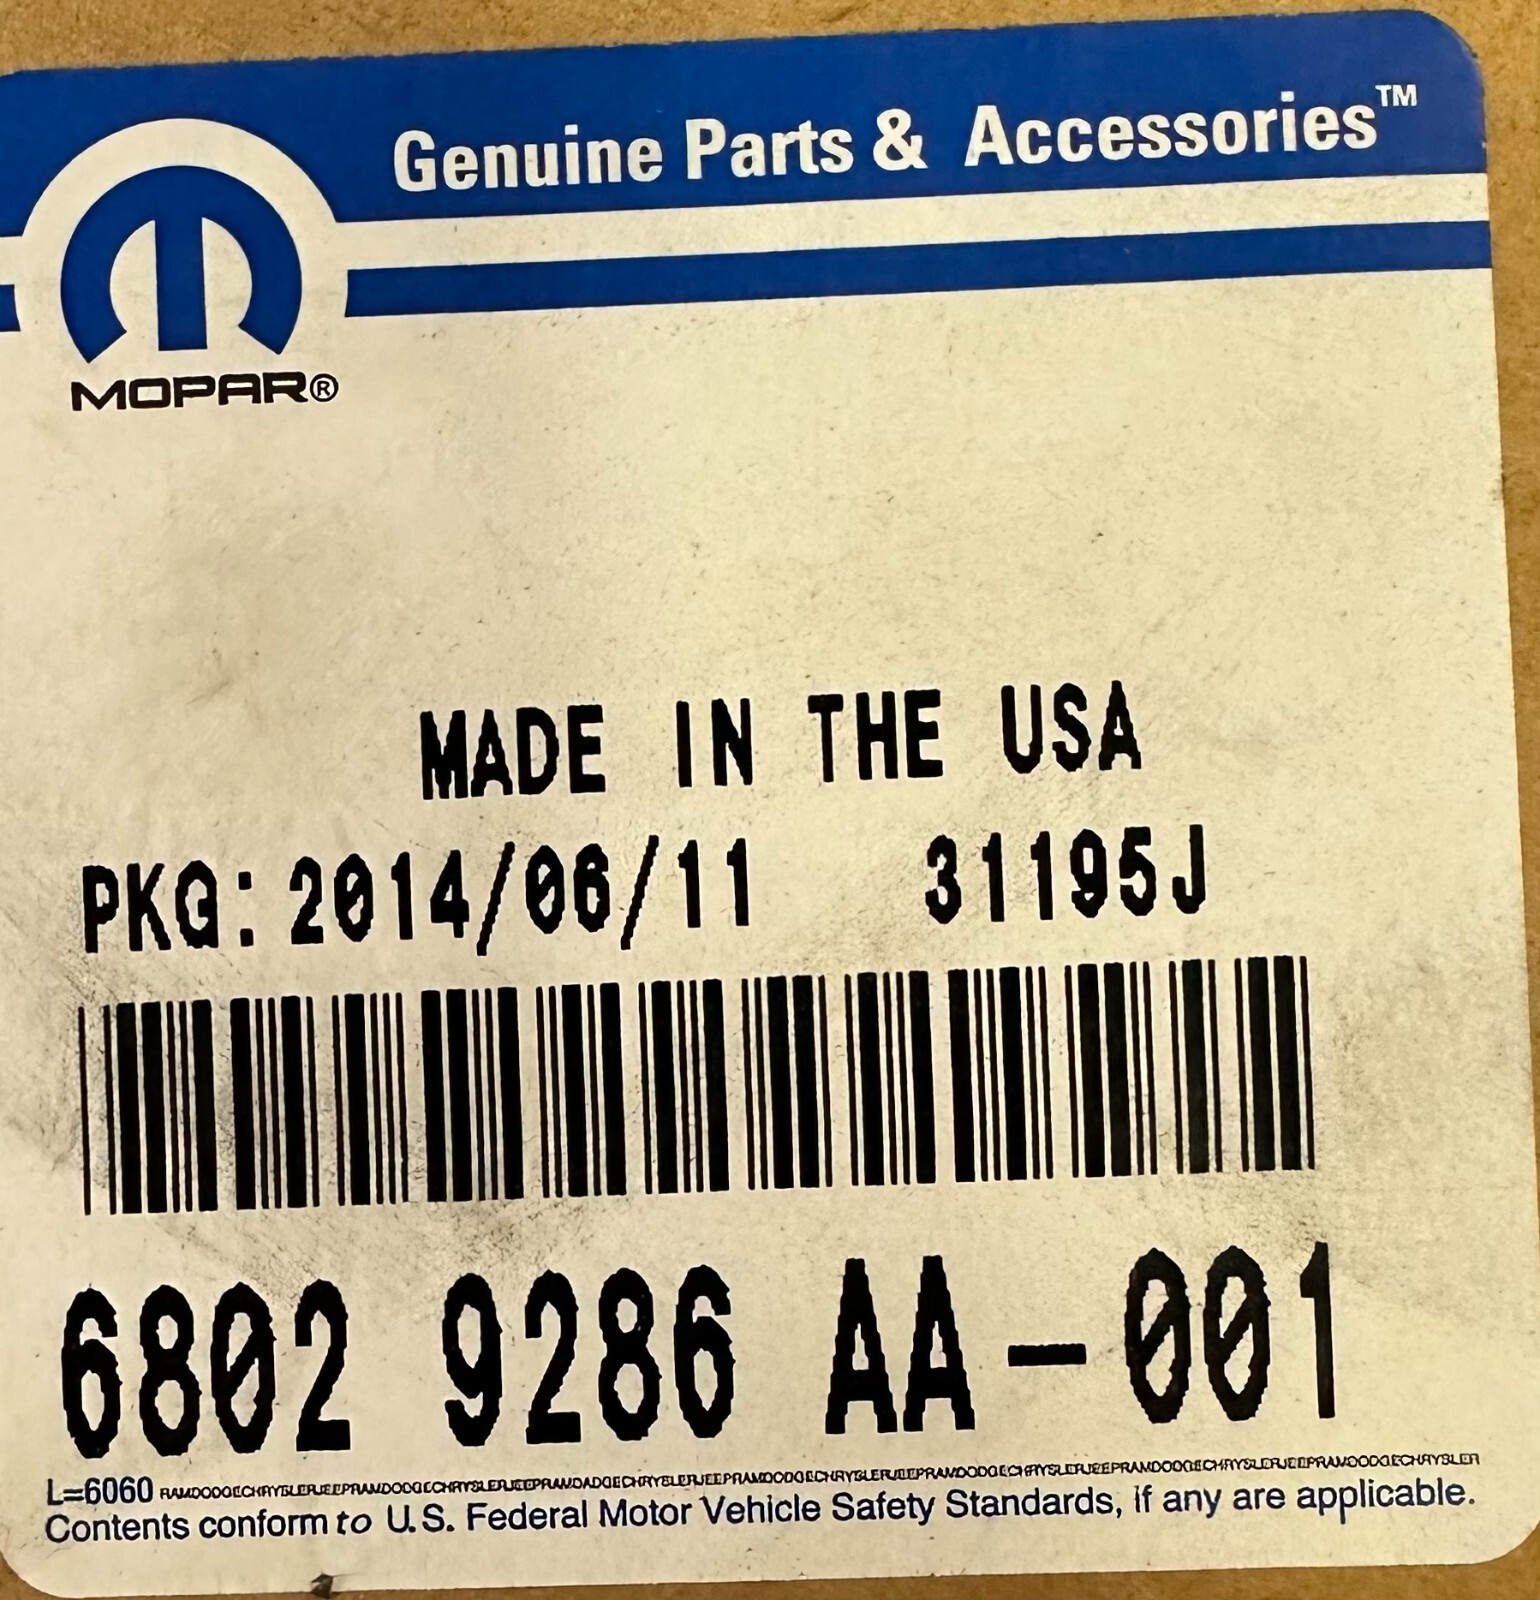 Genuine Parts & Accessories™
MOPAR®
MADE IN THE USA
PKG: 2014/06/11 31195J
6802 9286 AA-001
L=6060
Contents conform to U.S. Federal Motor Vehicle Safety Standards, if any are applicable.